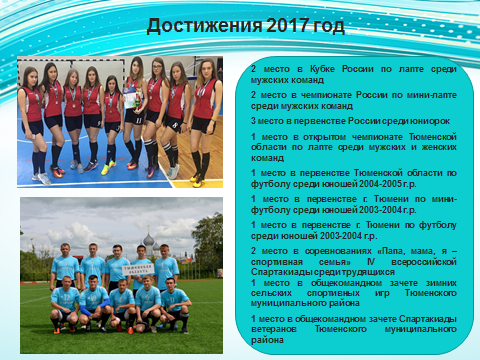 Достижения 2017 год
2 место в Кубке России по лапте среди
мужских команд
2 место в чемпионате России по мини-лапте
среди мужских команд
3 место в первенстве России среди юниорок
1 место в открытом чемпионате Тюменской
области по лапте среди мужских и женских
команд
1 место в первенстве Тюменской области по
футболу среди юношей 2004-2005 г.р.
1 место в первенстве г. Тюмени по мини-
футболу среди юношей 2003-2004 г.р.
1 место в первенстве г. Тюмени по футболу
среди юношей 2003-2004 г.р.
2 место в соревнованиях «Папа, мама, я –
спортивная семья» IV всероссийской
Спартакиады среди трудящихся
1 место в общекомандном зачете зимних
сельских спортивных игр Тюменского
муниципального района
1 место в общекомандном зачете Спартакиады
ветеранов Тюменского муниципального
района
ТЮМЕНСКАЯ
ОБЛАСТЬ